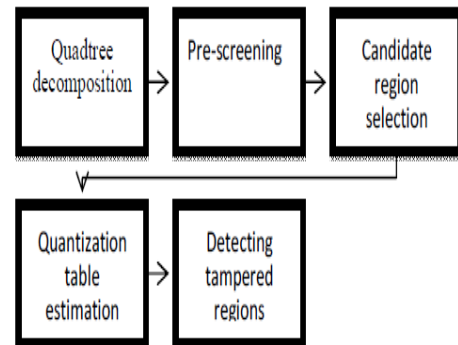 Quadtree
decomposition
Pre-screening
Candidate
region
selection
Quantization
table
estimation
Detecting
tampered
regions